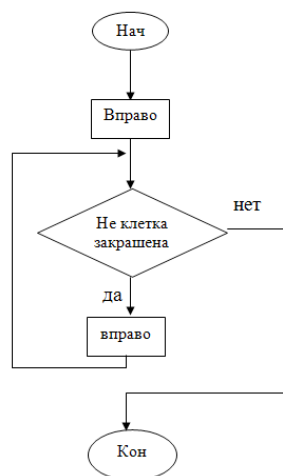 Нач
Вправо
Не клетка
закрашена
нет
да
вправо
Кон